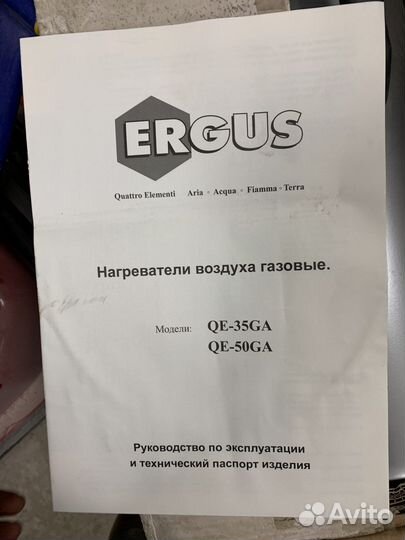 ERGUS
Quattro Elementi Aria • Acqua • Fiamma • Terra
Нагреватели воздуха газовые.
Модели: QE-35GA
QE-50GA
Руководство по эксплуатации
и технический паспорт изделия
Avito